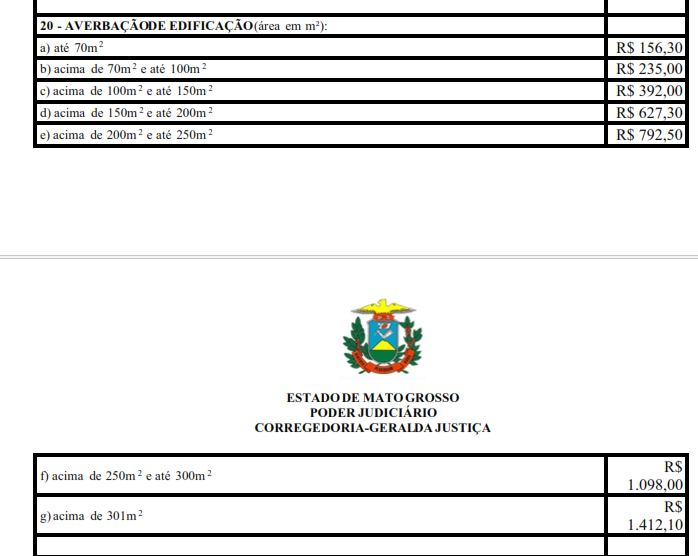 20 - AVERBAÇÃODE EDIFICAÇÃO(área em m²):
a) até 70m² R$ 156,30
b) acima de 70m² e até 100m² R$ 235,00
c) acima de 100m² e até 150m² R$ 392,00
d) acima de 150m² e até 200m² R$ 627,30
e) acima de 200m² e até 250m² R$ 792,50
ESTADO DE MATO GROSSO
PODER JUDICIÁRIO
CORREGEDORIA-GERALDA JUSTIÇA
f) acima de 250m² e até 300m² R$
1.098,00
g) acima de 301m² R$
1.412,10